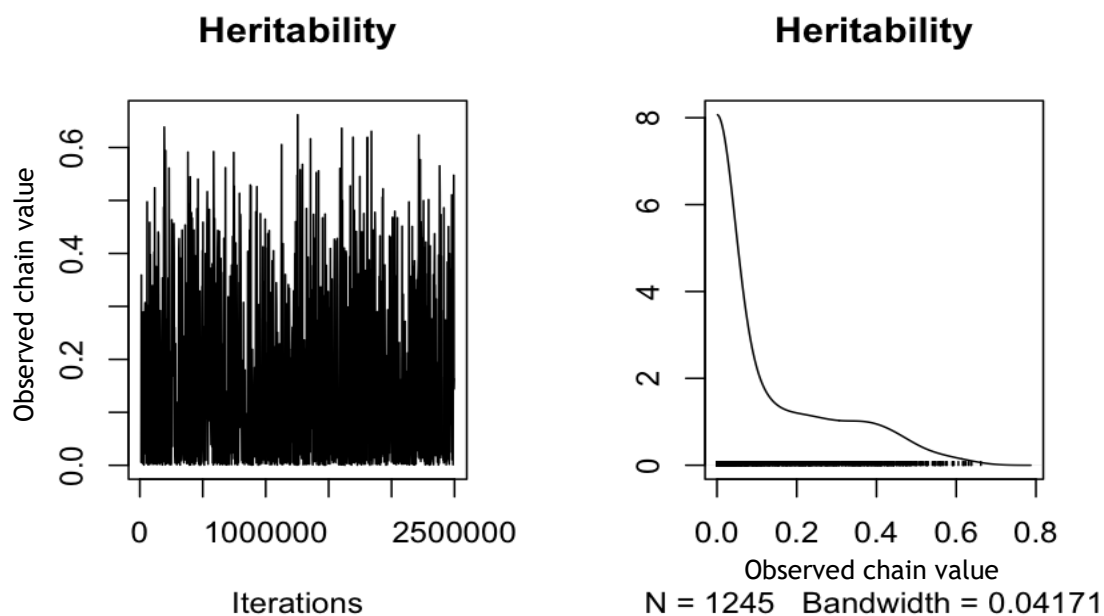 Heritability
Observed chain value
0.0 0.2 0.4 0.6
0 1000000 2500000
Iterations
Heritability
0 2 4 6 8
0.0 0.2 0.4 0.6 0.8
Observed chain value
N = 1245 Bandwidth = 0.04171